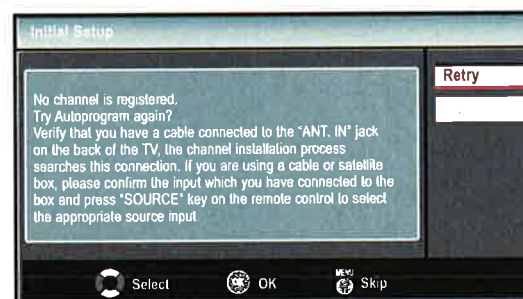 Initial Setup
No channel is registered.
Try Autoprogram again?
Verify that you have a cable connected to the "ANT. IN" jack
on the back of the TV, the channel installation process
searches this connection. If you are using a cable or satellite
box, please confirm the input which you have connected to the
box and press "SOURCE" key on the remote control to select
the appropriate source input
Retry
Select
OK
MENU
Skip